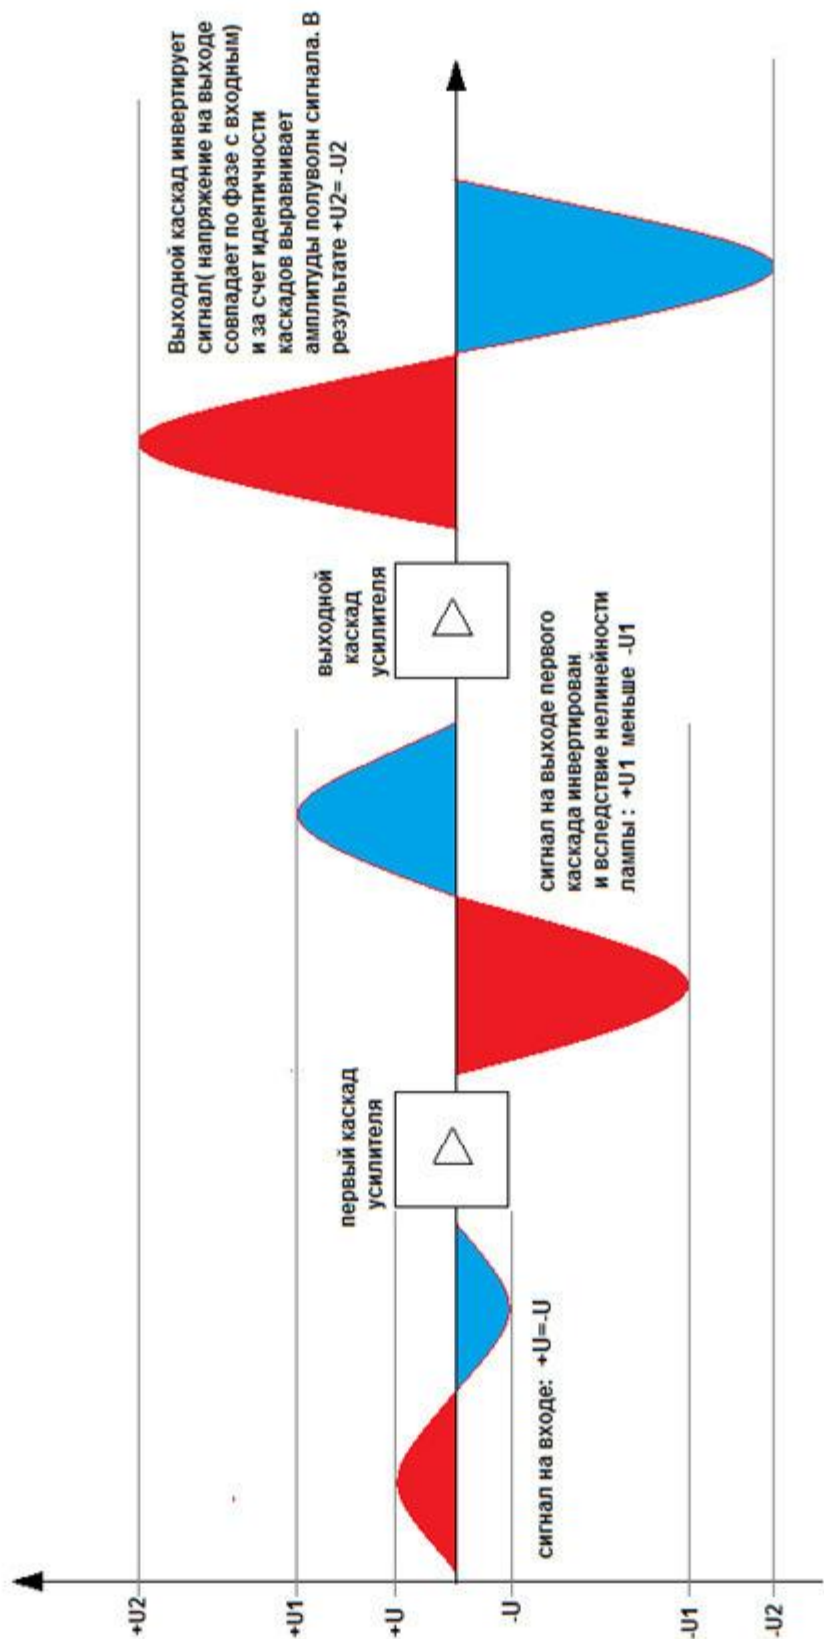 Выходной каскад инвертирует
сигнал( напряжение на выходе
совпадает по фазе с входным)
и за счет идентичности
каскадов выравнивает
амплитуды полуволн сигнала. В
результате +U2= -U2
+U2
+U1
+U
-U
-U1
-U2
первый каскад
усилителя
выходной
каскад
усилителя
сигнал на входе: +U=-U
сигнал на выходе первого
каскада инвертирован
и вследствие нелинейности
лампы : +U1 меньше -U1